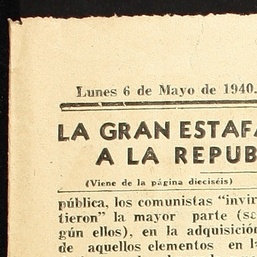 Lunes 6 de Mayo de 1940.
LA GRAN ESTAFA
A LA REPUB
(Viene de la página dieciséis)
pública, los comunistas "invir
tieron" la mayor parte (se
gún ellos), en la adquisición
de aquellos elementos en la